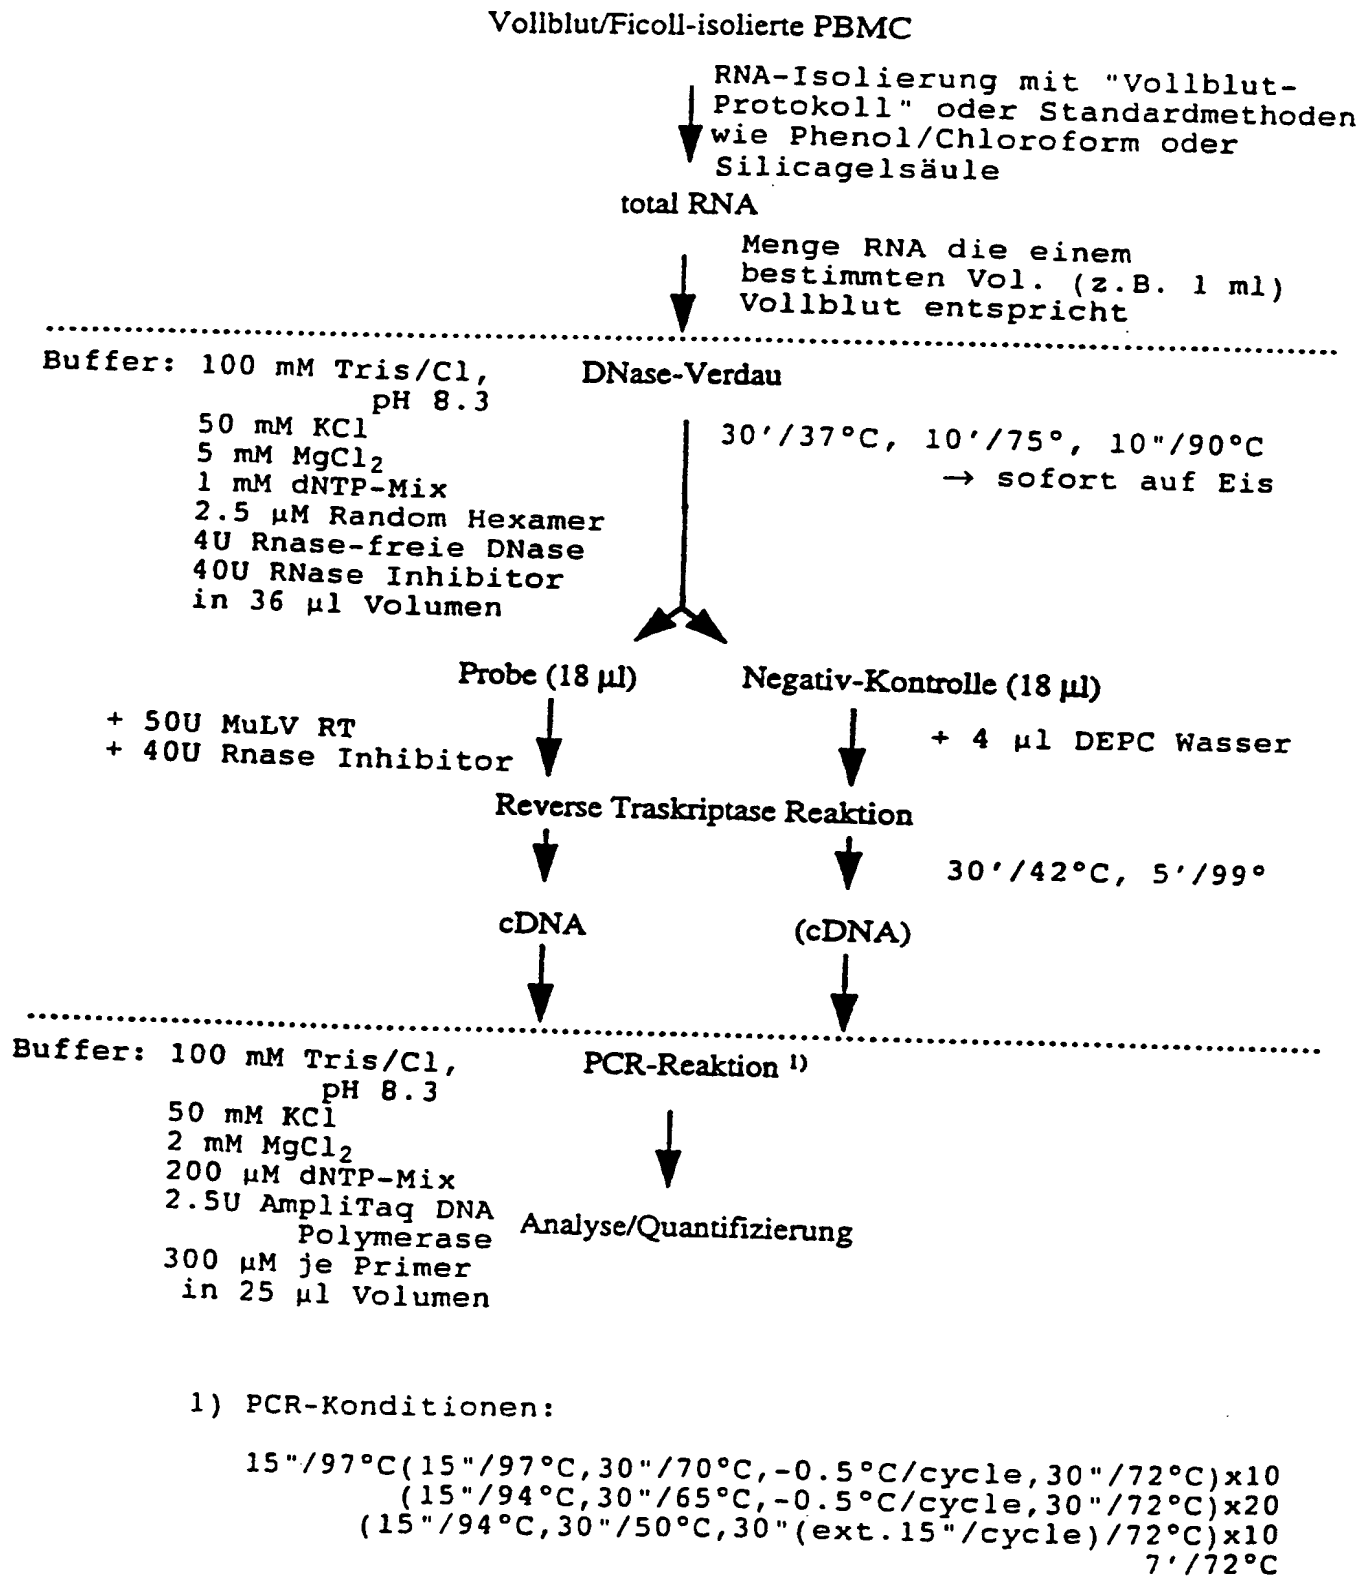 Vollblut/Ficoll-isolierte PBMC
RNA-Isolierung mit "Vollblut-
Protokoll" oder Standardmethoden
wie Phenol/Chloroform oder
Silicagelsäule
total RNA
Menge RNA die einem
bestimmten Vol. (z.B. 1 ml)
Vollblut entspricht
Buffer: 100 mM Tris/Cl,
pH 8.3
50 mM KCl
5 mM MgCl₂
1 mM dNTP-Mix
2.5 µM Random Hexamer
4U Rnase-freie DNase
40U RNase Inhibitor
in 36 µl Volumen
DNase-Verdau
30'/37°C, 10'/75°, 10"/90°C
→ sofort auf Eis
Probe (18 µl)
Negativ-Kontrolle (18 µl)
+ 50U MuLV RT
+ 40U Rnase Inhibitor
+ 4 µl DEPC Wasser
Reverse Traskriptase Reaktion
30'/42°C, 5'/99°
cDNA
(cDNA)
Buffer: 100 mM Tris/Cl,
pH 8.3
50 mM KCl
2 mM MgCl₂
200 µM dNTP-Mix
2.5U AmpliTaq DNA
Polymerase
300 µM je Primer
in 25 µl Volumen
PCR-Reaktion 1)
Analyse/Quantifizierung
1) PCR-Konditionen:
15"/97°C(15"/97°C,30"/70°C,-0.5°C/cycle,30"/72°C)x10
(15"/94°C,30"/65°C,-0.5°C/cycle,30"/72°C)x20
(15"/94°C,30"/50°C,30"(ext.15"/cycle)/72°C)x10
7'/72°C